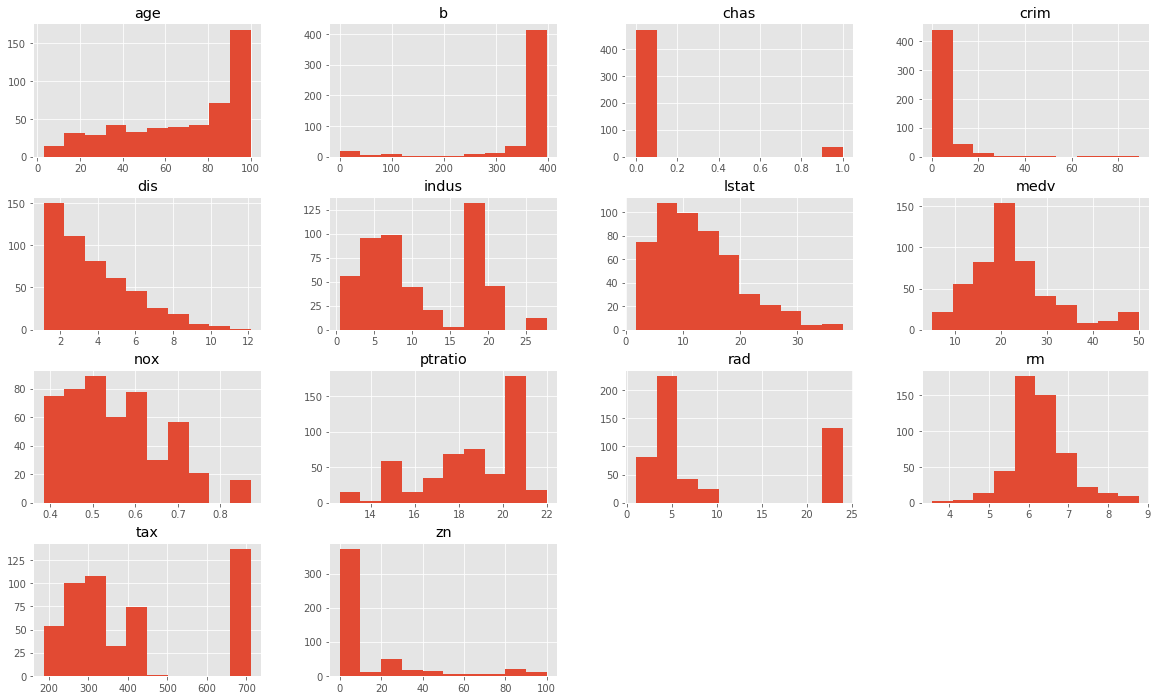 age b chas crim
150 100 50 0
400 300 200 100 0
400 300 200 100 0
400 300 200 100 0
0 20 40 60 80 100
0 100 200 300 400
0.0 0.2 0.4 0.6 0.8 1.0
0 20 40 60 80
dis indus lstat medv
150 100 50 0
125 100 75 50 25 0
100 80 60 40 20 0
150 100 50 0
2 4 6 8 10 12
0 5 10 15 20 25
0 10 20 30
10 20 30 40 50
nox ptratio rad rm
80 60 40 20 0
150 100 50 0
200 150 100 50 0
150 100 50 0
0.4 0.5 0.6 0.7 0.8
14 16 18 20 22
0 5 10 15 20 25
4 5 6 7 8 9
tax zn
125 100 75 50 25 0
300 200 100 0
200 300 400 500 600 700
0 20 40 60 80 100